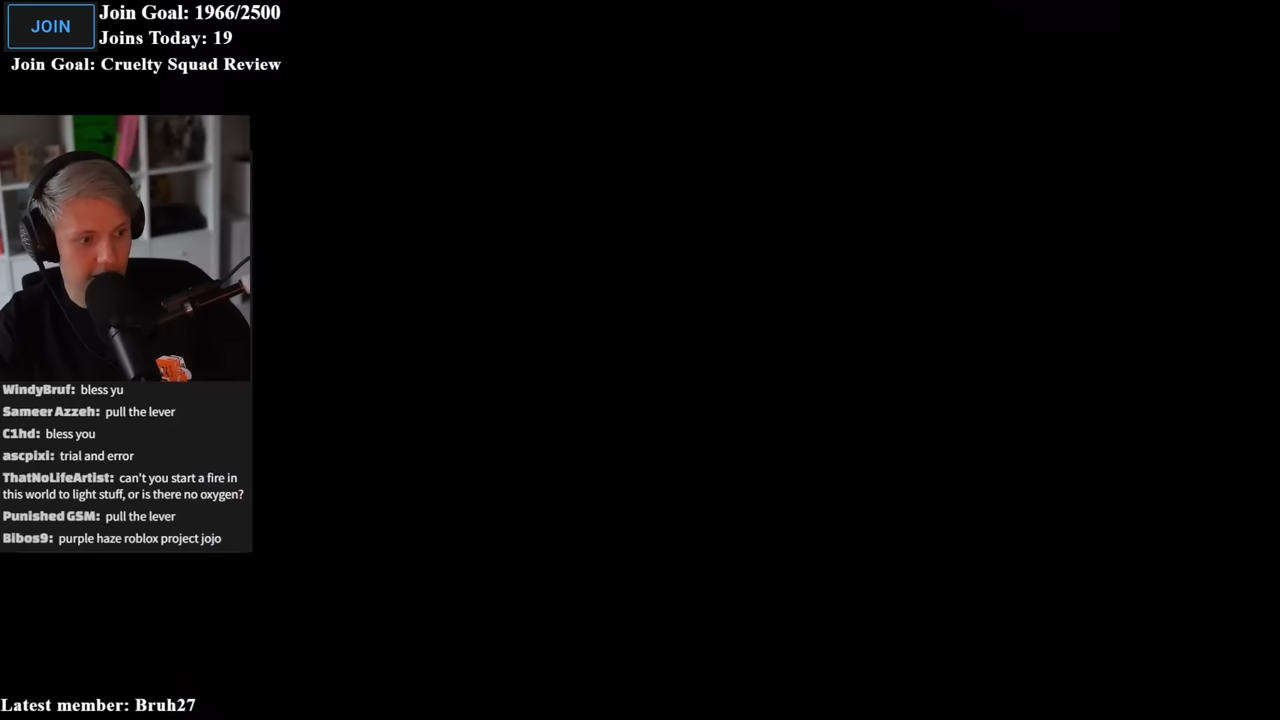 JOIN
Join Goal: 1966/2500
Joins Today: 19
Join Goal: Cruelty Squad Review
WindyBruf: bless yu
Sameer Azzeh: pull the lever
C1hd: bless you
ascpixi: trial and error
ThatNoLifeArtist: can't you start a fire in
this world to light stuff, or is there no oxygen?
Punished GSM: pull the lever
Bibos9: purple haze roblox project jojo
Latest member: Bruh27